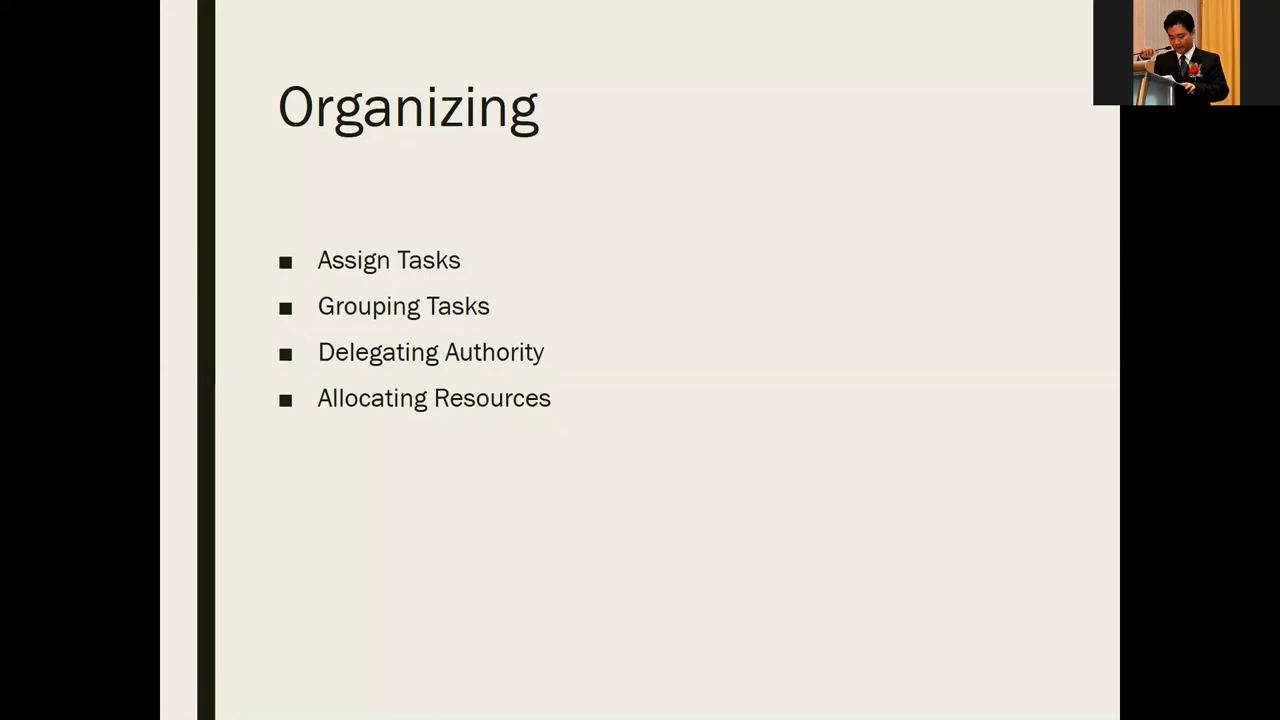 Organizing
Assign Tasks
Grouping Tasks
Delegating Authority
Allocating Resources